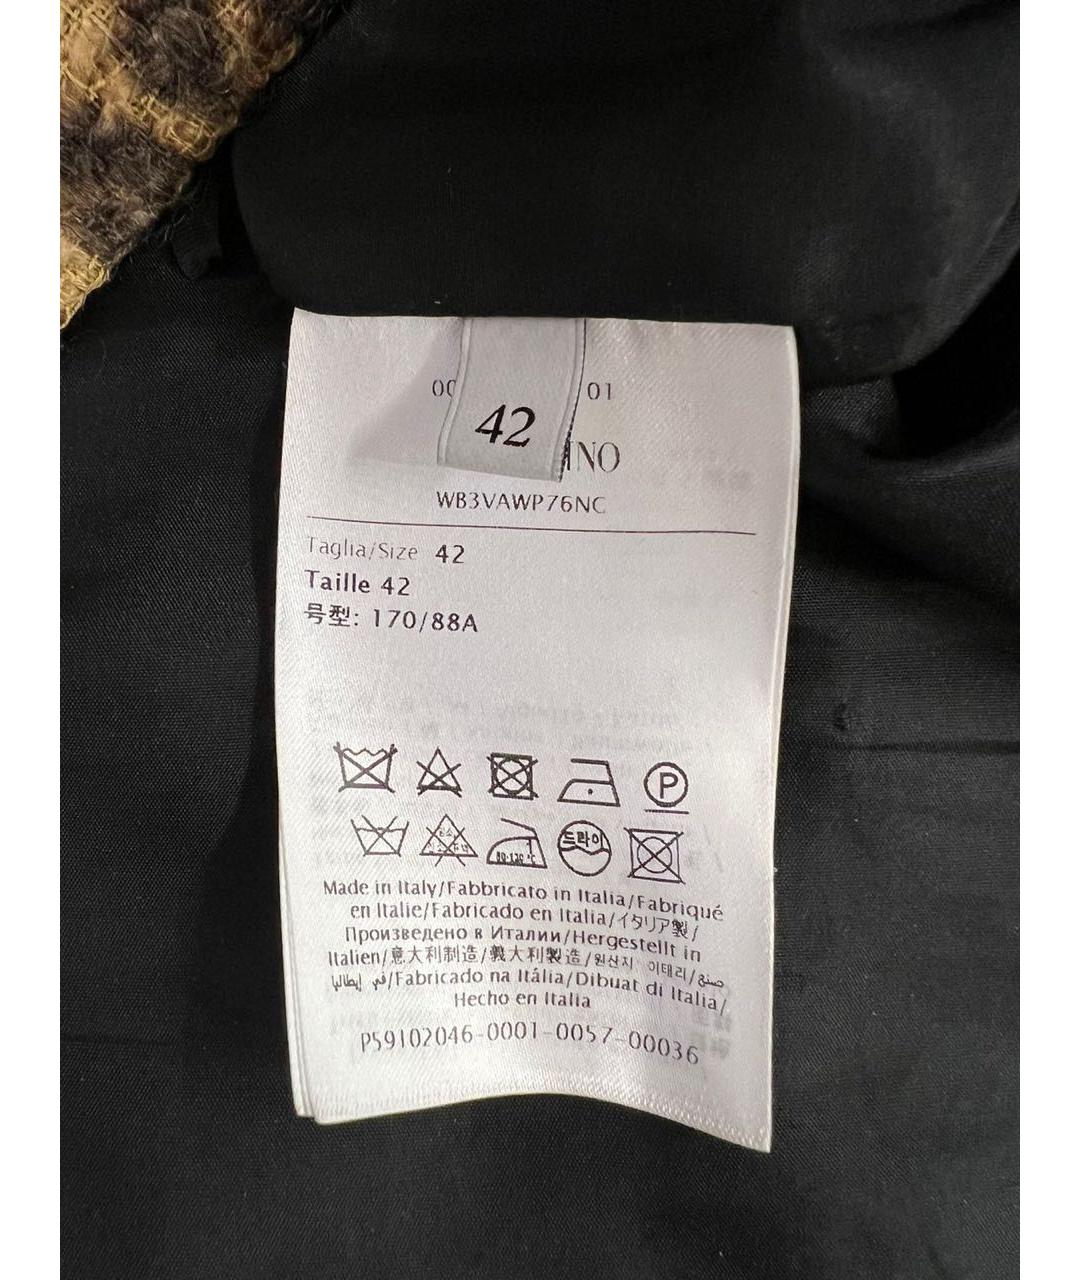 00 01
42
INO
WB3VAWP76NC
Taglia/Size 42
Taille 42
号型: 170/88A
P
드라이
80-120℃
Made in Italy/Fabbricato in Italia/Fabriqué
en Italie/Fabricado en Italia/イタリア製/
Произведено в Италии/Hergestellt in
Italien/意大利制造/義大利製造/원산지 이태리/صنع
في إيطاليا/Fabricado na Itália/Dibuat di Italia/
Hecho en Italia
P59102046-0001-0057-00036